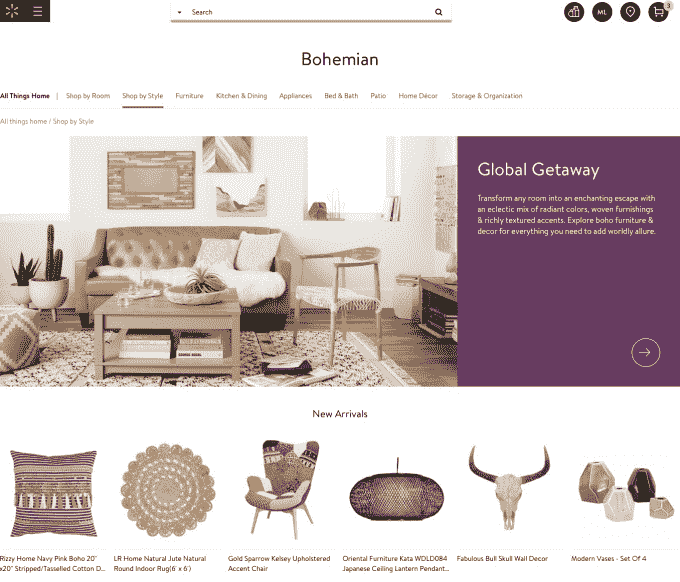 Search
ML
3
Bohemian
All Things Home | Shop by Room Shop by Style Furniture Kitchen & Dining Appliances Bed & Bath Patio Home Décor Storage & Organization
All things home / Shop by Style
Global Getaway
Transform any room into an enchanting escape with
an eclectic mix of radiant colors, woven furnishings
& richly textured accents. Explore boho furniture &
decor for everything you need to add worldly allure.
New Arrivals
Rizzy Home Navy Pink Boho 20"
x20" Stripped/Tasselled Cotton D...
LR Home Natural Jute Natural
Round Indoor Rug(6' x 6')
Gold Sparrow Kelsey Upholstered
Accent Chair
Oriental Furniture Kata WDLD084
Japanese Ceiling Lantern Pendant...
Fabulous Bull Skull Wall Decor
Modern Vases - Set Of 4